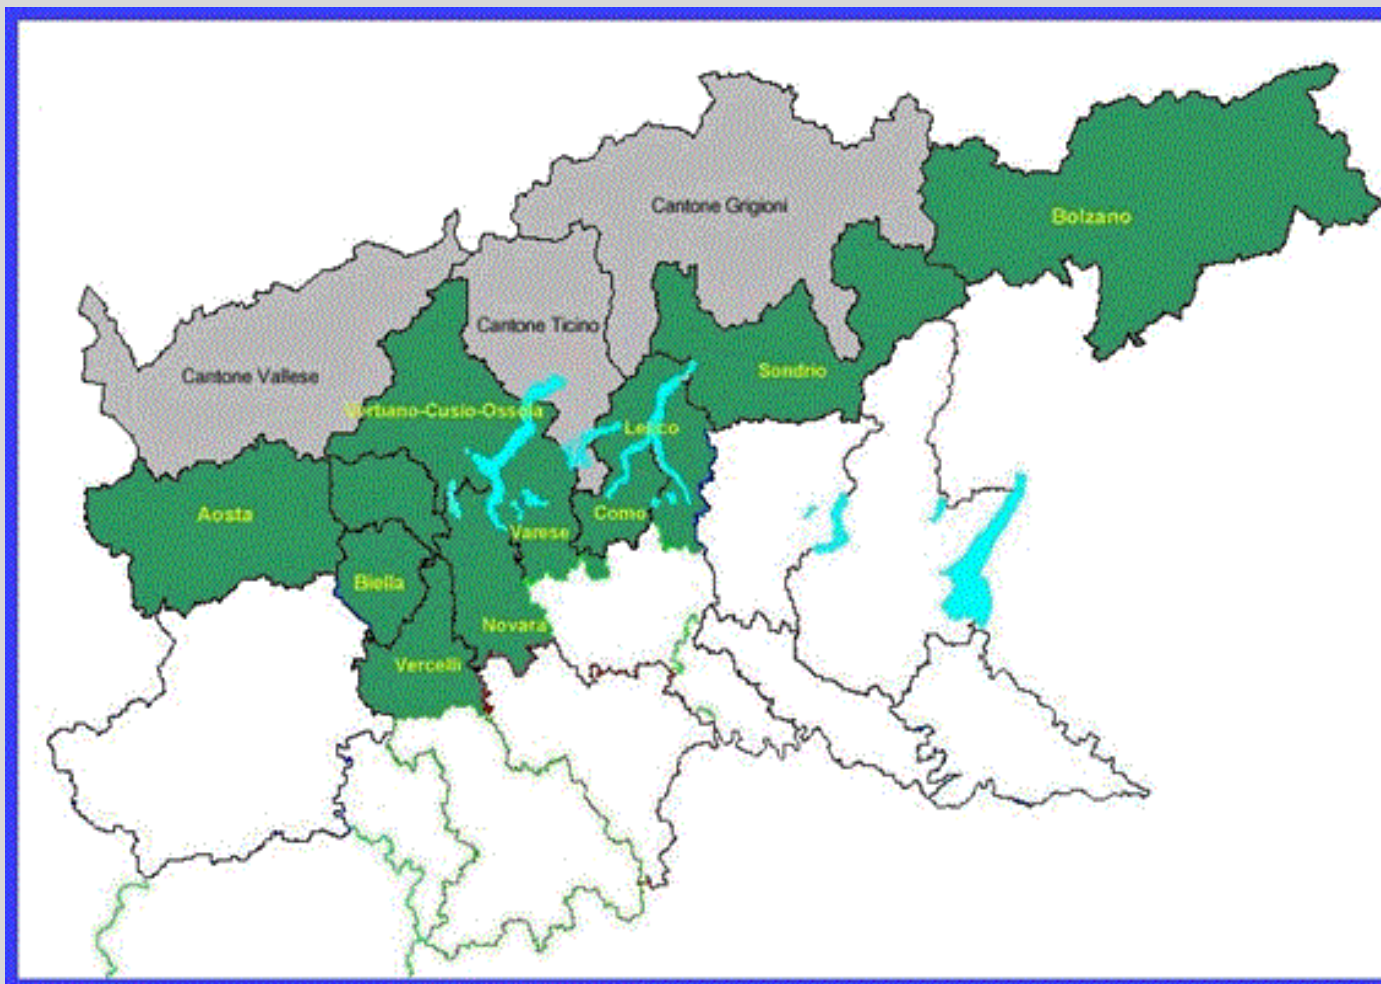 Cantone Grigioni
Bolzano
Cantone Ticino
Cantone Vallese
Sondrio
Verbano-Cusio-Ossola
Lecco
Aosta
Como
Varese
Biella
Novara
Vercelli